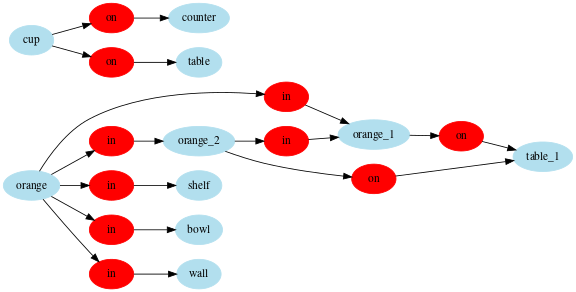 cup
on
counter
on
table
in
orange
in
orange_2
in
orange_1
on
table_1
on
in
shelf
in
bowl
in
wall